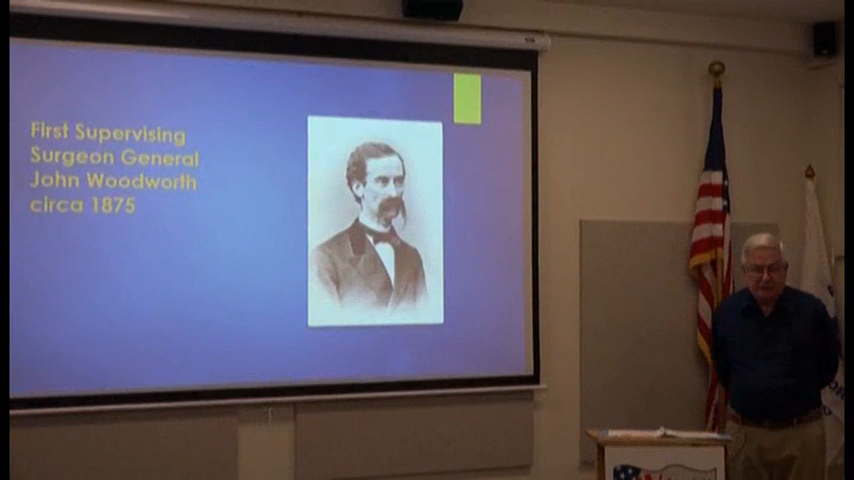 First Supervising
Surgeon General
John Woodworth
circa 1875